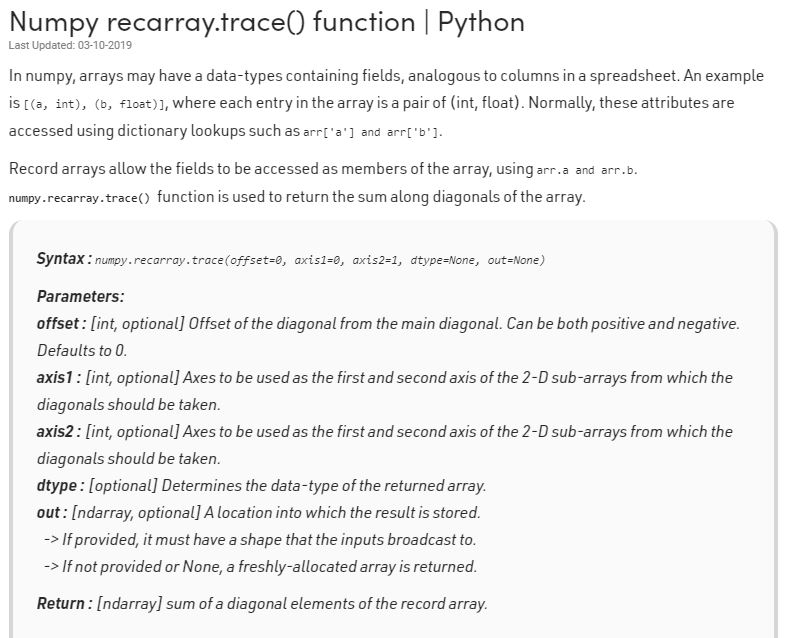 Numpy recarray.trace() function | Python
Last Updated: 03-10-2019
In numpy, arrays may have a data-types containing fields, analogous to columns in a spreadsheet. An example
is [(a, int), (b, float)], where each entry in the array is a pair of (int, float). Normally, these attributes are
accessed using dictionary lookups such as arr['a'] and arr['b'].
Record arrays allow the fields to be accessed as members of the array, using arr.a and arr.b.
numpy.recarray.trace() function is used to return the sum along diagonals of the array.
Syntax : numpy.recarray.trace(offset=0, axis1=0, axis2=1, dtype=None, out=None)
Parameters:
offset : [int, optional] Offset of the diagonal from the main diagonal. Can be both positive and negative.
Defaults to 0.
axis1 : [int, optional] Axes to be used as the first and second axis of the 2-D sub-arrays from which the
diagonals should be taken.
axis2 : [int, optional] Axes to be used as the first and second axis of the 2-D sub-arrays from which the
diagonals should be taken.
dtype : [optional] Determines the data-type of the returned array.
out : [ndarray, optional] A location into which the result is stored.
-> If provided, it must have a shape that the inputs broadcast to.
-> If not provided or None, a freshly-allocated array is returned.
Return : [ndarray] sum of a diagonal elements of the record array.